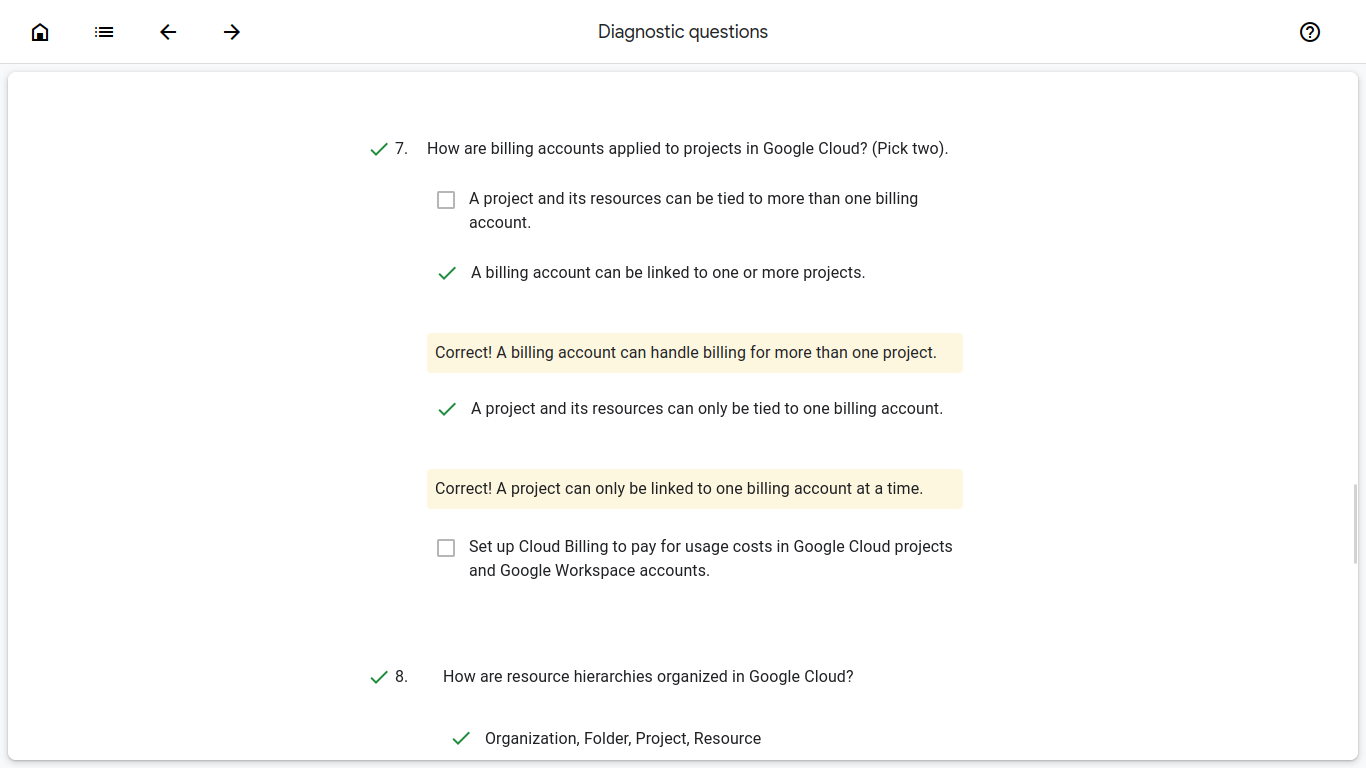 Diagnostic questions
7. How are billing accounts applied to projects in Google Cloud? (Pick two).
A project and its resources can be tied to more than one billing
account.
A billing account can be linked to one or more projects.
Correct! A billing account can handle billing for more than one project.
A project and its resources can only be tied to one billing account.
Correct! A project can only be linked to one billing account at a time.
Set up Cloud Billing to pay for usage costs in Google Cloud projects
and Google Workspace accounts.
8. How are resource hierarchies organized in Google Cloud?
Organization, Folder, Project, Resource